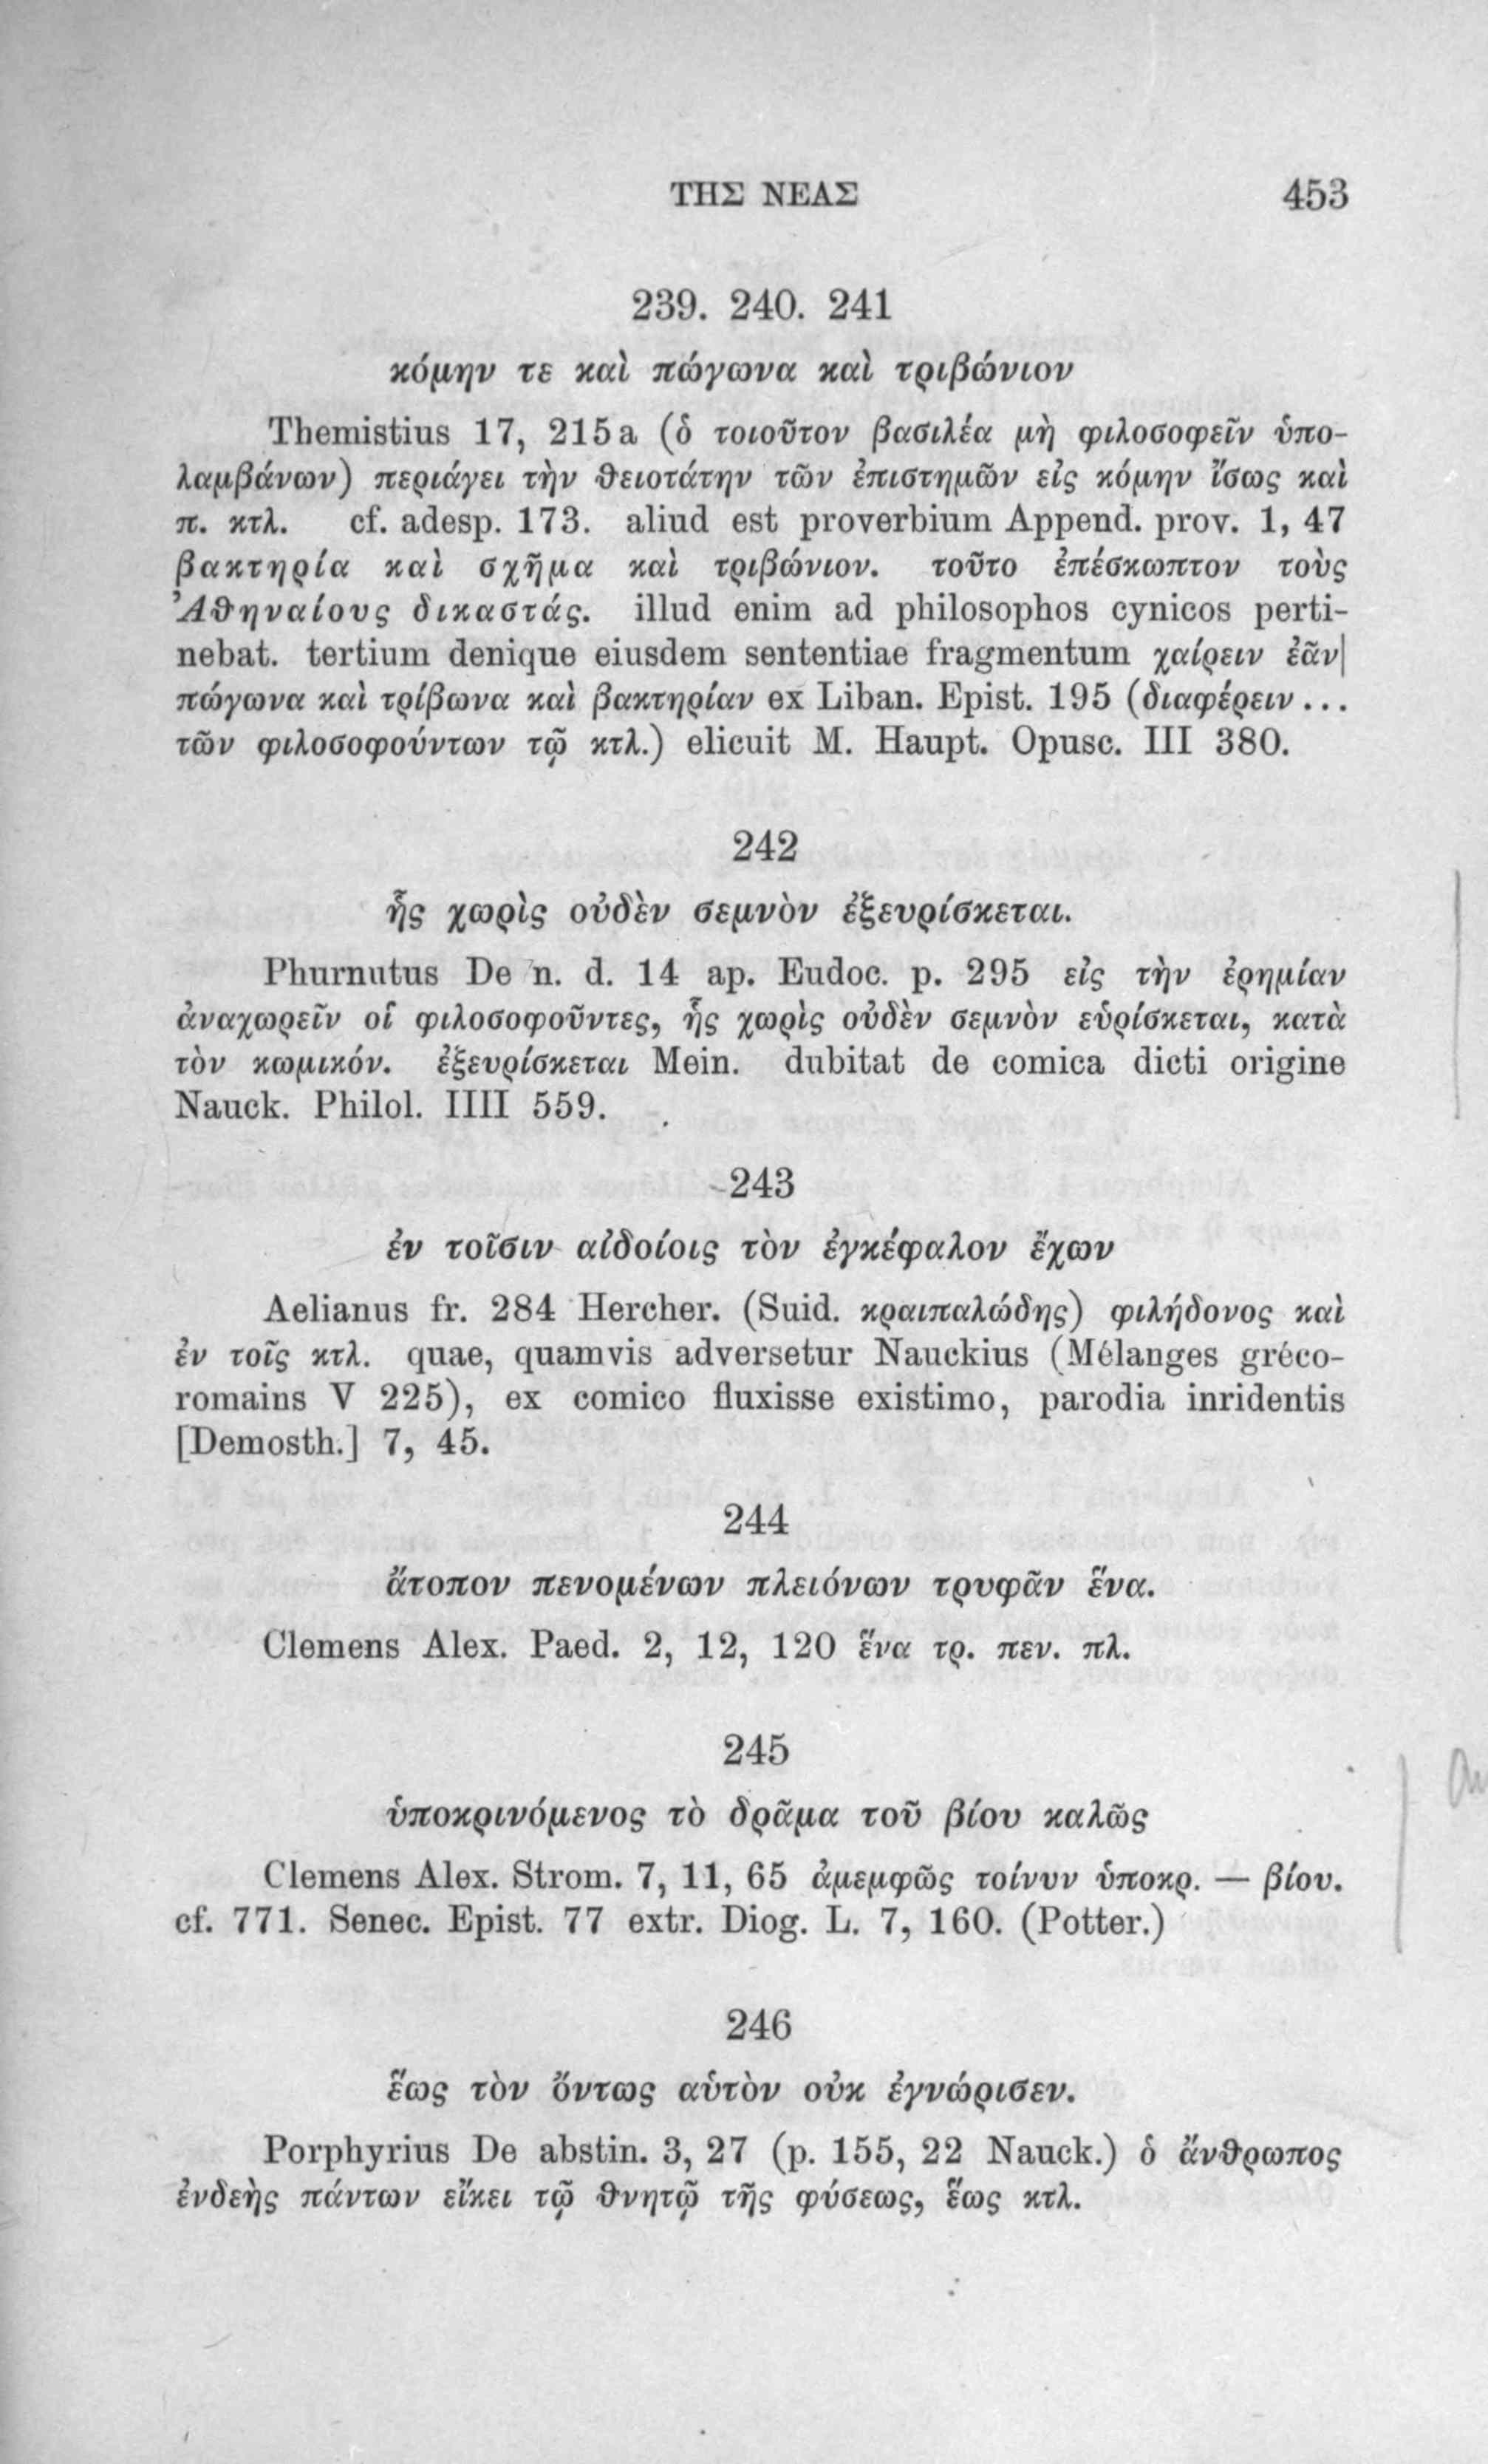 ΤΗΣ ΝΕΑΣ 453
239. 240. 241
κόμην τε καὶ πώγωνα καὶ τριβώνιον
Themistius 17, 215a (ὁ τοιοῦτον βασιλέα μὴ φιλοσοφεῖν ὑπο-
λαμβάνων) περιάγει τὴν θειοτάτην τῶν ἐπιστημῶν εἰς κόμην ἴσως καὶ
π. κτλ. cf. adesp. 173. aliud est proverbium Append. prov. 1, 47
βακτηρία καὶ σχῆμα καὶ τριβώνιον. τοῦτο ἐπέσκωπτον τοὺς
Ἀθηναίους δικαστάς. illud enim ad philosophos cynicos perti-
nebat. tertium denique eiusdem sententiae fragmentum χαίρειν ἐᾶν|
πώγωνα καὶ τρίβωνα καὶ βακτηρίαν ex Liban. Epist. 195 (διαφέρειν ...
τῶν φιλοσοφούντων τῷ κτλ.) elicuit M. Haupt. Opusc. III 380.
242
ἧς χωρὶς οὐδὲν σεμνὸν ἐξευρίσκεται.
Phurnutus De n. d. 14 ap. Eudoc. p. 295 εἰς τὴν ἐρημίαν
ἀναχωρεῖν οἱ φιλοσοφοῦντες, ἧς χωρὶς οὐδὲν σεμνὸν εὑρίσκεται, κατὰ
τὸν κωμικόν. ἐξευρίσκεται Mein. dubitat de comica dicti origine
Nauck. Philol. IIII 559.
243
ἐν τοῖσιν αἰδοίοις τὸν ἐγκέφαλον ἔχων
Aelianus fr. 284 Hercher. (Suid. κραιπαλώδης) φιλήδονος καὶ
ἐν τοῖς κτλ. quae, quamvis adversetur Nauckius (Mélanges gréco-
romains V 225), ex comico fluxisse existimo, parodia inridentis
[Demosth.] 7, 45.
244
ἄτοπον πενομένων πλειόνων τρυφᾶν ἕνα.
Clemens Alex. Paed. 2, 12, 120 ἕνα τρ. πεν. πλ.
245
ὑποκρινόμενος τὸ δρᾶμα τοῦ βίου καλῶς
Clemens Alex. Strom. 7, 11, 65 ἀμεμφῶς τοίνυν ὑποκρ. — βίου.
cf. 771. Senec. Epist. 77 extr. Diog. L. 7, 160. (Potter.)
246
ἕως τὸν ὄντως αὑτὸν οὐκ ἐγνώρισεν.
Porphyrius De abstin. 3, 27 (p. 155, 22 Nauck.) ὁ ἄνθρωπος
ἐνδεὴς πάντων εἴκει τῷ θνητῷ τῆς φύσεως, ἕως κτλ.